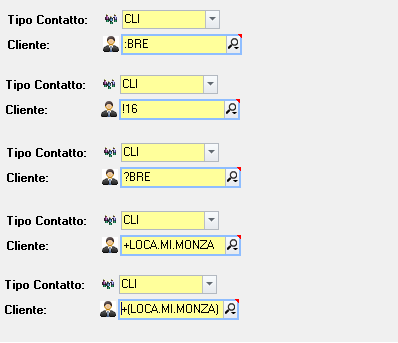 Tipo Contatto: CLI
Cliente: :BRE
Tipo Contatto: CLI
Cliente: !16
Tipo Contatto: CLI
Cliente: ?BRE
Tipo Contatto: CLI
Cliente: +LOCA.MI.MONZA
Tipo Contatto: CLI
Cliente: +(LOCA.MI.MONZA)